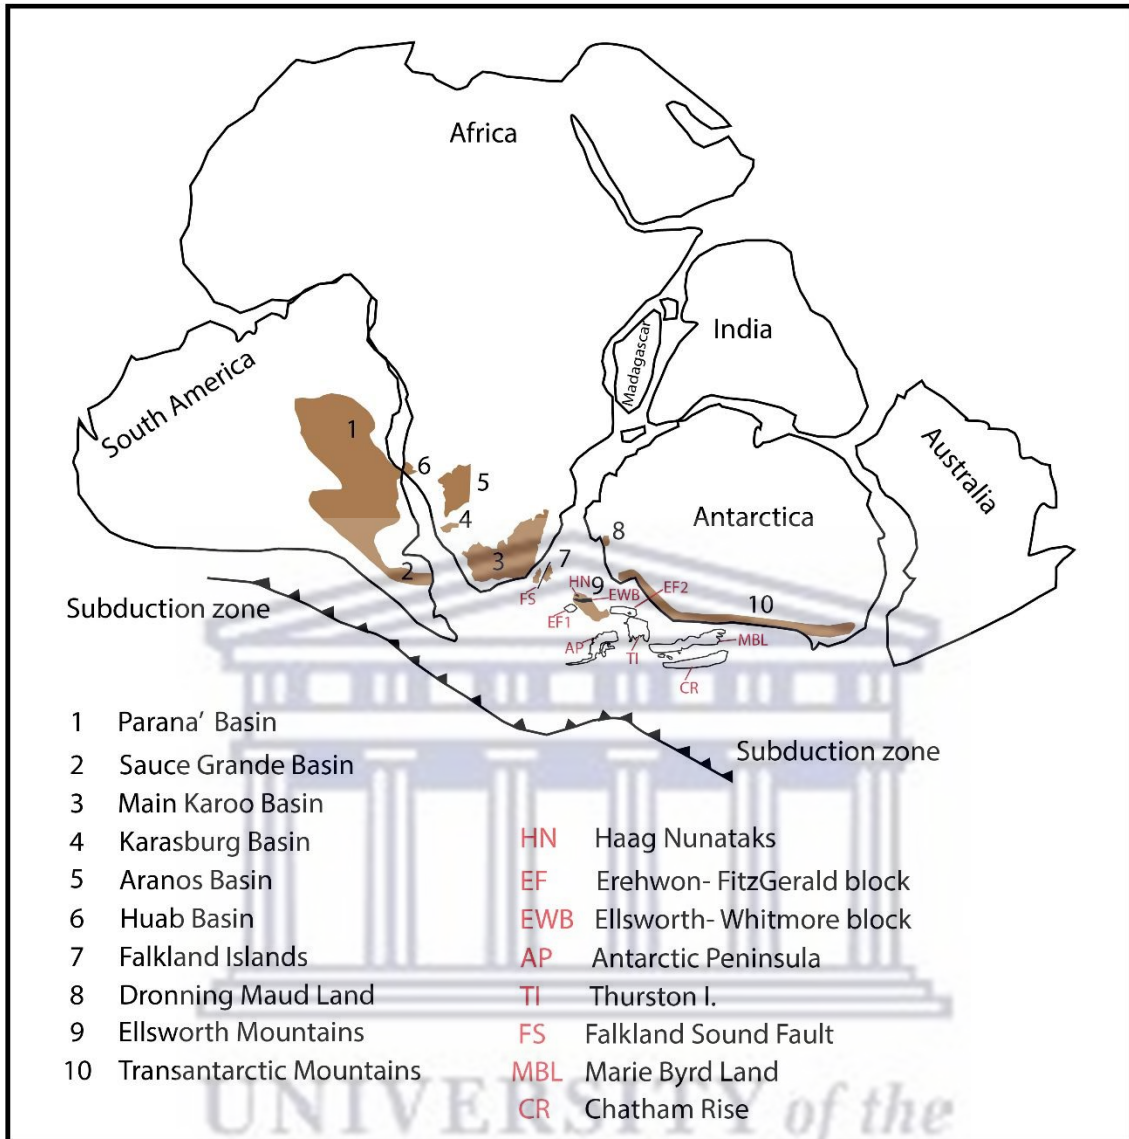 Africa
India
Madagascar
South America
Australia
Antarctica
1
6
5
4
8
3
7
2
HN
9
EWB
EF2
FS
EF1
10
AP
TI
MBL
CR
Subduction zone
Subduction zone
1 Parana' Basin
2 Sauce Grande Basin
3 Main Karoo Basin
4 Karasburg Basin
5 Aranos Basin
6 Huab Basin
7 Falkland Islands
8 Dronning Maud Land
9 Ellsworth Mountains
10 Transantarctic Mountains
HN Haag Nunataks
EF Erehwon- FitzGerald block
EWB Ellsworth- Whitmore block
AP Antarctic Peninsula
TI Thurston I.
FS Falkland Sound Fault
MBL Marie Byrd Land
CR Chatham Rise
UNIVERSITY of the